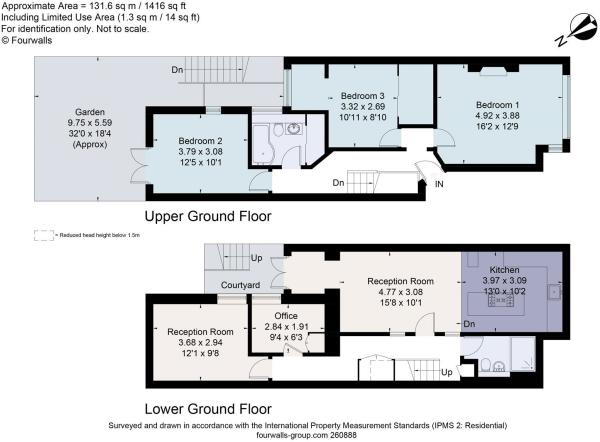 Approximate Area = 131.6 sq m / 1416 sq ft
Including Limited Use Area (1.3 sq m / 14 sq ft)
For identification only. Not to scale.
© Fourwalls
N
Dn
Garden
9.75 x 5.59
32'0 x 18'4
(Approx)
Bedroom 2
3.79 x 3.08
12'5 x 10'1
Bedroom 3
3.32 x 2.69
10'11 x 8'10
Bedroom 1
4.92 x 3.88
16'2 x 12'9
Dn
IN
Upper Ground Floor
= Reduced head height below 1.5m
Up
Courtyard
Reception Room
4.77 x 3.08
15'8 x 10'1
Kitchen
3.97 x 3.09
13'0 x 10'2
Dn
Office
2.84 x 1.91
9'4 x 6'3
Reception Room
3.68 x 2.94
12'1 x 9'8
Up
Lower Ground Floor
Surveyed and drawn in accordance with the International Property Measurement Standards (IPMS 2: Residential)
fourwalls-group.com 260888